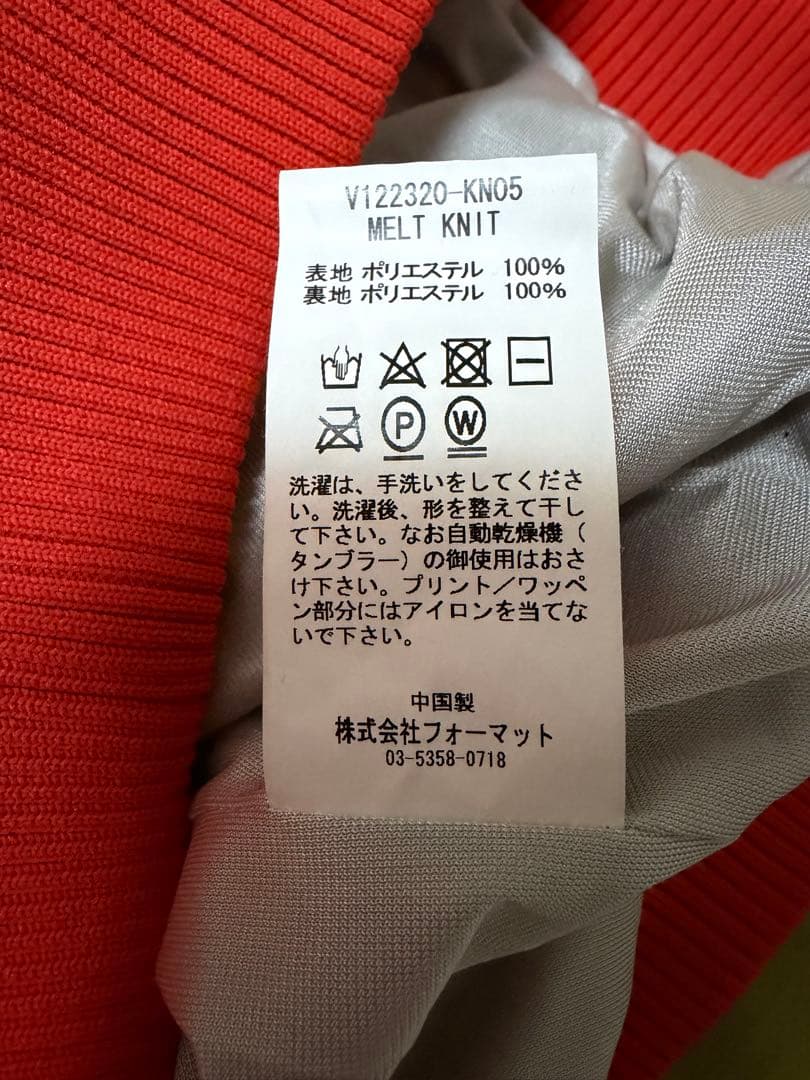 V122320-KN05
MELT KNIT
表地 ポリエステル 100%
裏地 ポリエステル 100%
P W
洗濯は、手洗いをしてくださ
い。洗濯後、形を整えて干し
て下さい。なお自動乾燥機（
タンブラー）の御使用はおさ
け下さい。プリント／ワッペ
ン部分にはアイロンを当てな
いで下さい。
中国製
株式会社フォーマット
03-5358-0718